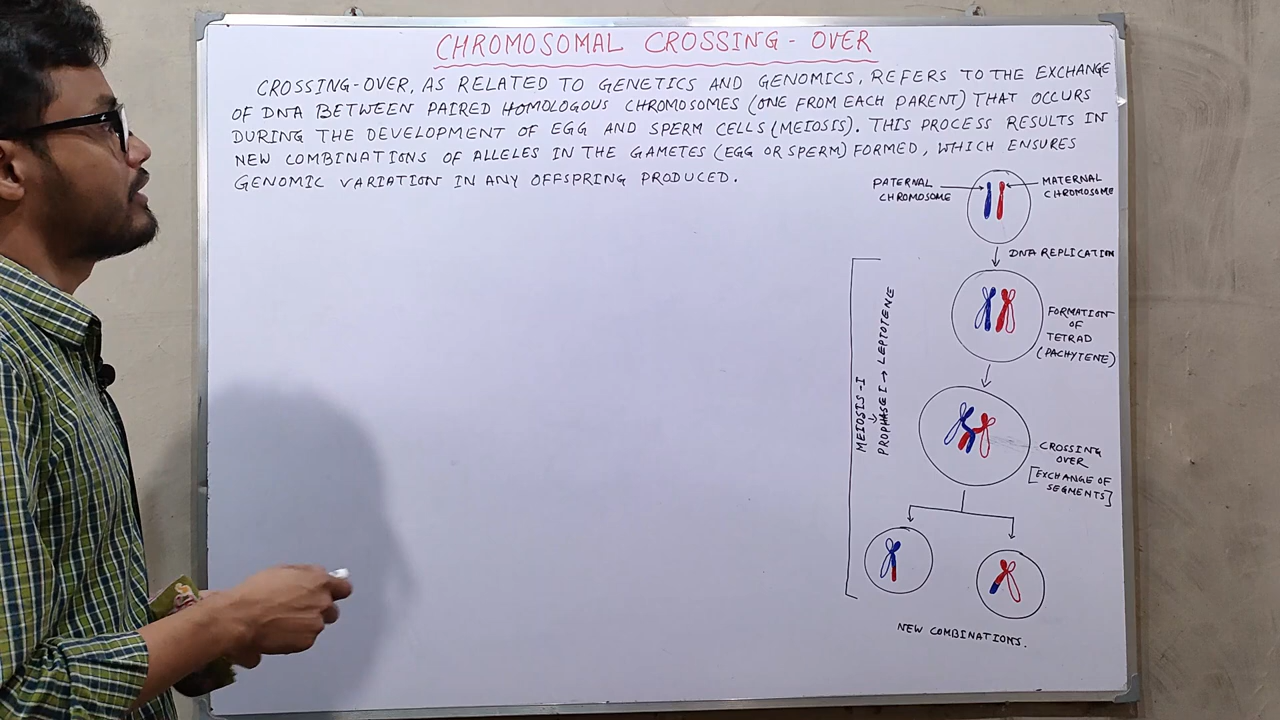 CHROMOSOMAL CROSSING - OVER
CROSSING-OVER, AS RELATED TO GENETICS AND GENOMICS, REFERS TO THE EXCHANGE
OF DNA BETWEEN PAIRED HOMOLOGOUS CHROMOSOMES (ONE FROM EACH PARENT) THAT OCCURS
DURING THE DEVELOPMENT OF EGG AND SPERM CELLS (MEIOSIS). THIS PROCESS RESULTS IN
NEW COMBINATIONS OF ALLELES IN THE GAMETES (EGG OR SPERM) FORMED, WHICH ENSURES
GENOMIC VARIATION IN ANY OFFSPRING PRODUCED.
PATERNAL
CHROMOSOME
MATERNAL
CHROMOSOME
DNA REPLICATION
FORMATION
OF
TETRAD
(PACHYTENE)
MEIOSIS-I
↓
PROPHASE I → LEPTOTENE
CROSSING
OVER
[EXCHANGE OF
SEGMENTS]
NEW COMBINATIONS.